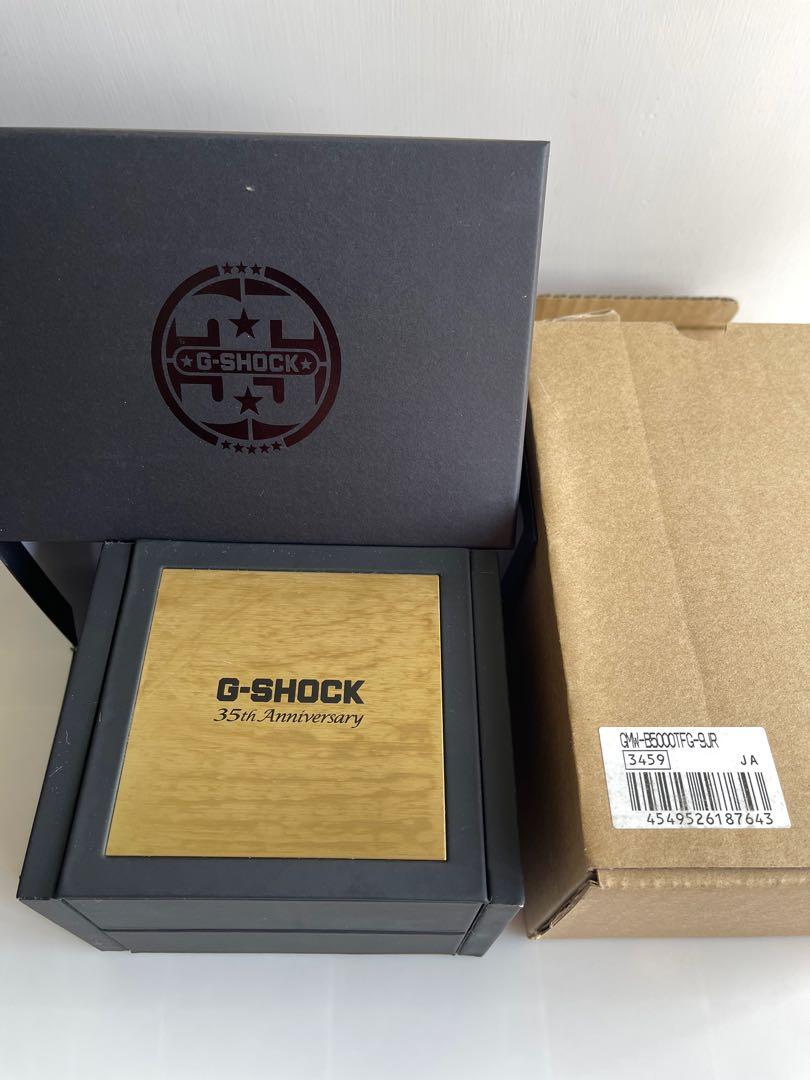 G-SHOCK
G-SHOCK
35th Anniversary
GMW-B5000TFG-9JR
3459 JA
4549526187643